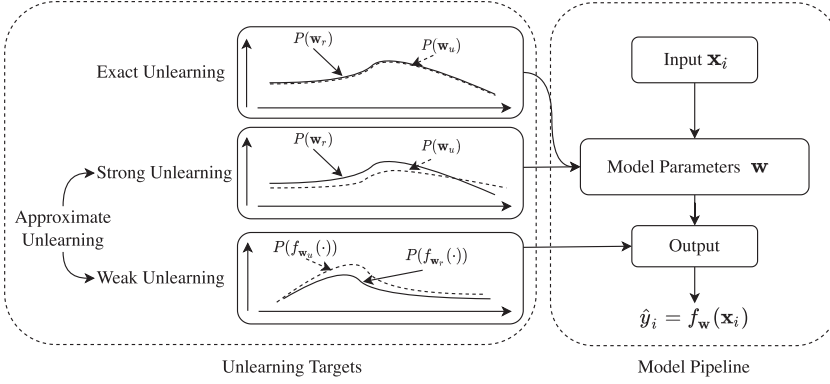 Exact Unlearning
P(w_r)
P(w_u)
Input x_i
Strong Unlearning
P(w_r)
P(w_u)
Model Parameters w
Approximate
Unlearning
Weak Unlearning
P(f_{w_u}(·))
P(f_{w_r}(·))
Output
ŷ_i = f_w(x_i)
Unlearning Targets
Model Pipeline